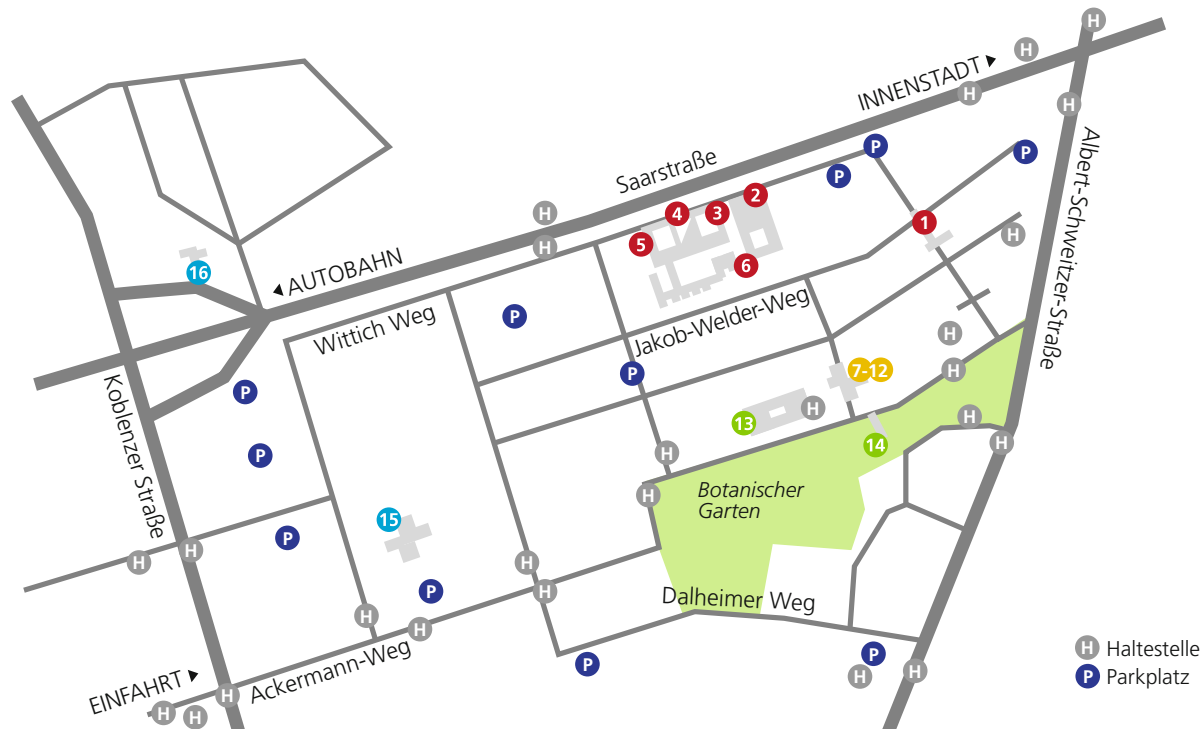 H
H
INNENSTADT ▶
H
H
Albert-Schweitzer-Straße
P
P
P
Saarstraße
2
4
3
H
5
H
1
H
6
16
◀ AUTOBAHN
Jakob-Welder-Weg
P
Wittich Weg
H
P
7-12
H
P
Koblenzer Straße
H
13
H
14
H
P
H
H
Botanischer
Garten
15
P
H
H
H
P
H
Dalheimer Weg
H
H
Ackermann-Weg
P
P
H
H
EINFAHRT ▶
H
H
H
H Haltestelle
P Parkplatz